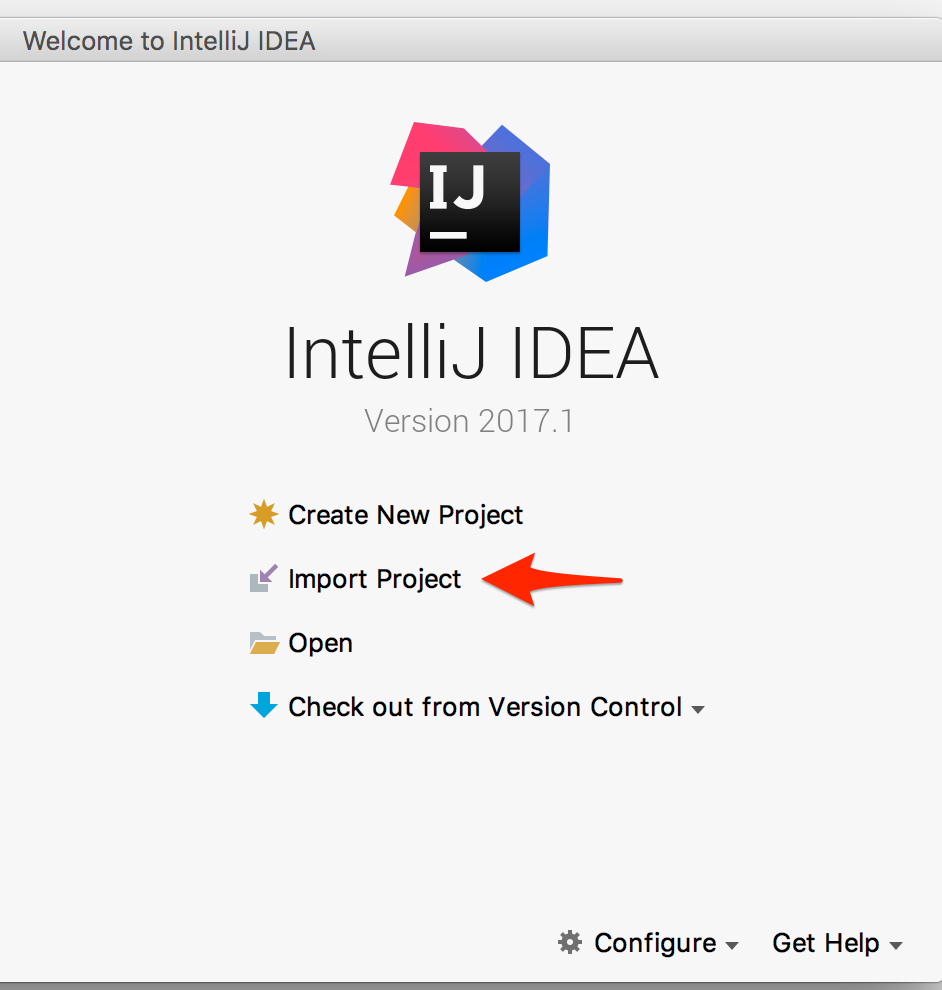 Welcome to IntelliJ IDEA
IJ
IntelliJ IDEA
Version 2017.1
Create New Project
Import Project
Open
Check out from Version Control
Configure
Get Help